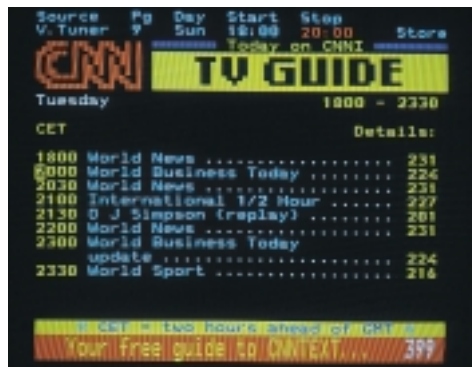 Source Pg Day Start Stop
V.Tuner 9 Sun 18:00 20:00 Store
Today on CNNI
CNN TV GUIDE
Tuesday 1800 - 2330
CET Details:
1800 World News .................... 231
6000 World Business Today .......... 224
2030 World News .................... 231
2100 International 1/2 Hour ........ 227
2130 O J Simpson (replay) .......... 201
2200 World News .................... 231
2300 World Business Today
update .................... 224
2330 World Sport ................... 216
CET = two hours ahead of GMT
Your free guide to CNNTEXT... 399